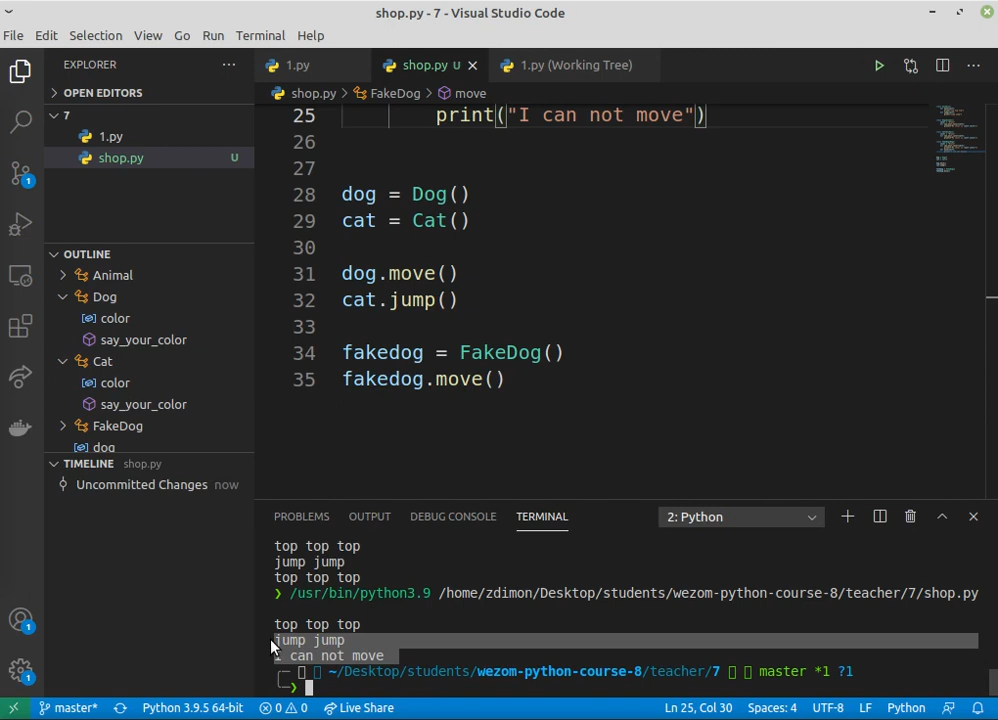 shop.py - 7 - Visual Studio Code
File Edit Selection View Go Run Terminal Help
EXPLORER
1.py
shop.py U
1.py (Working Tree)
OPEN EDITORS
shop.py > FakeDog > move
7
1.py
shop.py U
25 print("I can not move")
26
27
28 dog = Dog()
29 cat = Cat()
30
31 dog.move()
32 cat.jump()
33
34 fakedog = FakeDog()
35 fakedog.move()
OUTLINE
Animal
Dog
color
say_your_color
Cat
color
say_your_color
FakeDog
dog
TIMELINE shop.py
Uncommitted Changes now
PROBLEMS OUTPUT DEBUG CONSOLE TERMINAL 2: Python
top top top
jump jump
top top top
❯ /usr/bin/python3.9 /home/zdimon/Desktop/students/wezom-python-course-8/teacher/7/shop.py
top top top
jump jump
I can not move
~/Desktop/students/wezom-python-course-8/teacher/7 master *1 ?1
1
1
1
master* Python 3.9.5 64-bit 0 0 Live Share Ln 25, Col 30 Spaces: 4 UTF-8 LF Python